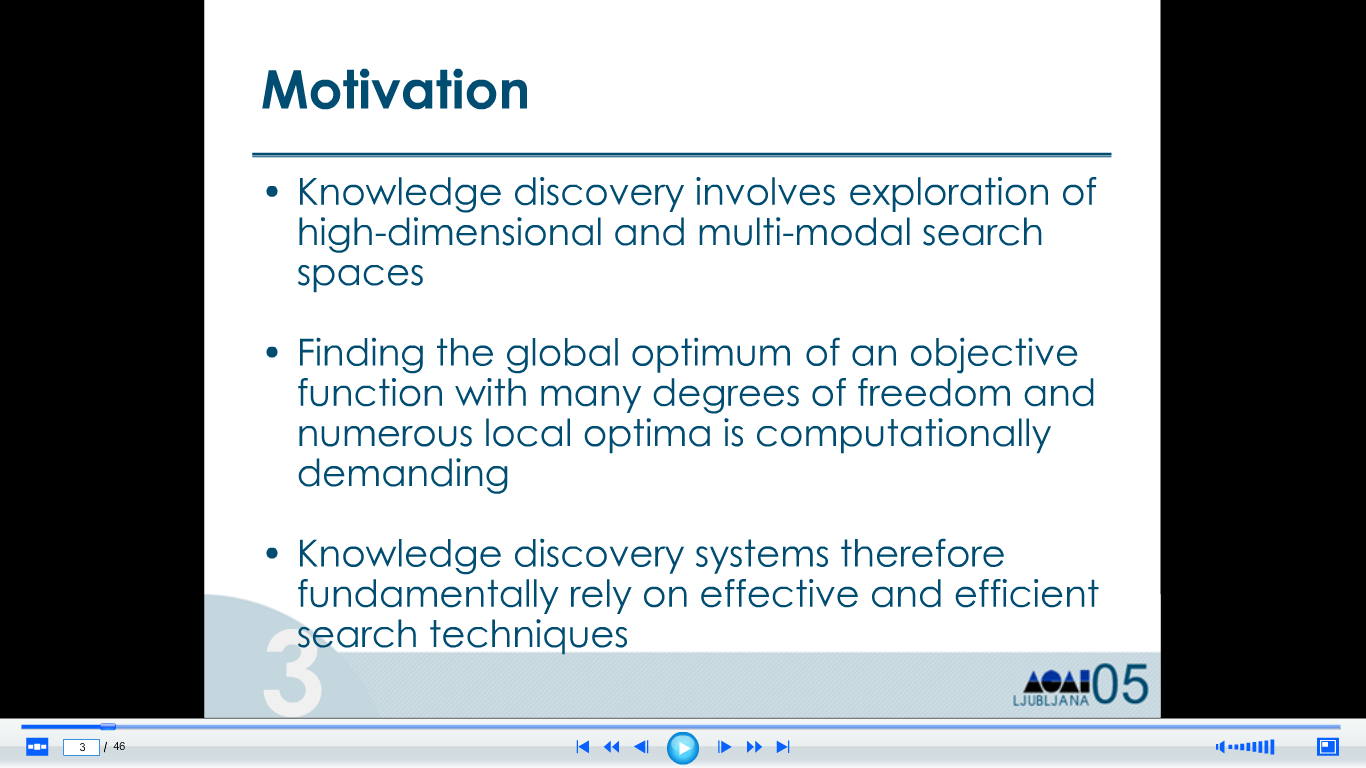 Motivation
• Knowledge discovery involves exploration of
high-dimensional and multi-modal search
spaces
• Finding the global optimum of an objective
function with many degrees of freedom and
numerous local optima is computationally
demanding
• Knowledge discovery systems therefore
fundamentally rely on effective and efficient
search techniques
3
ACAI 05
LJUBLJANA
3 / 46